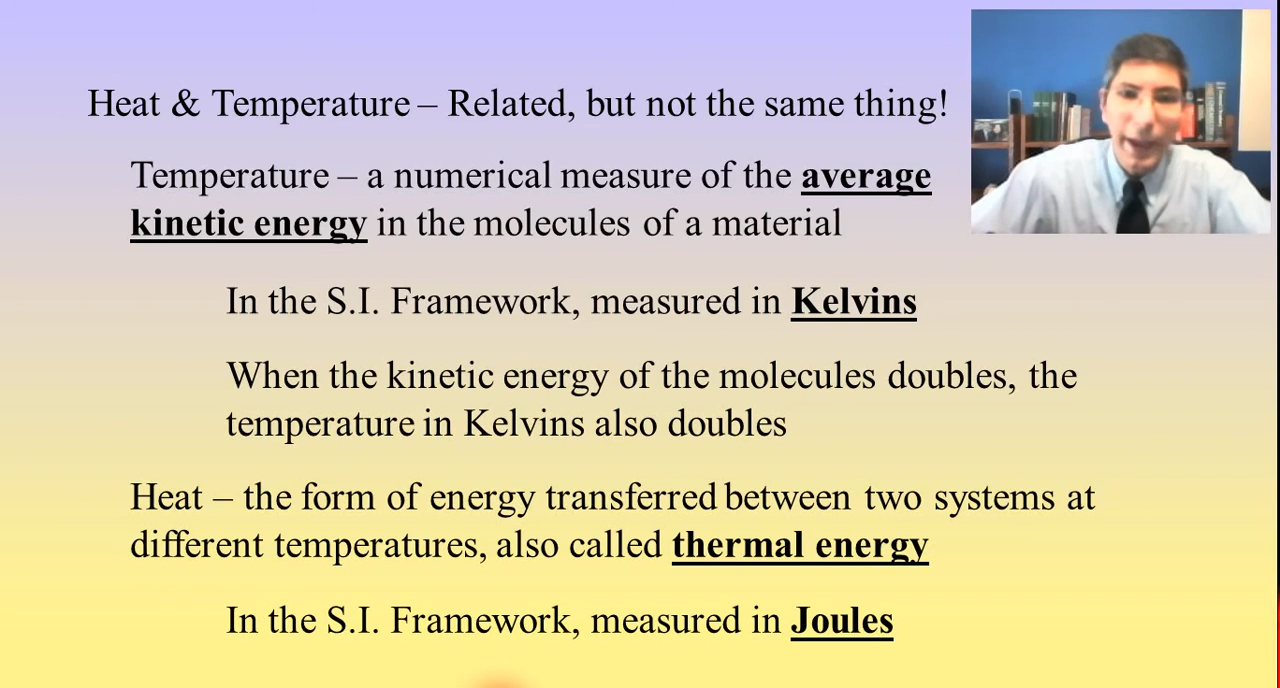 Heat & Temperature – Related, but not the same thing!
Temperature – a numerical measure of the average
kinetic energy in the molecules of a material
In the S.I. Framework, measured in Kelvins
When the kinetic energy of the molecules doubles, the
temperature in Kelvins also doubles
Heat – the form of energy transferred between two systems at
different temperatures, also called thermal energy
In the S.I. Framework, measured in Joules